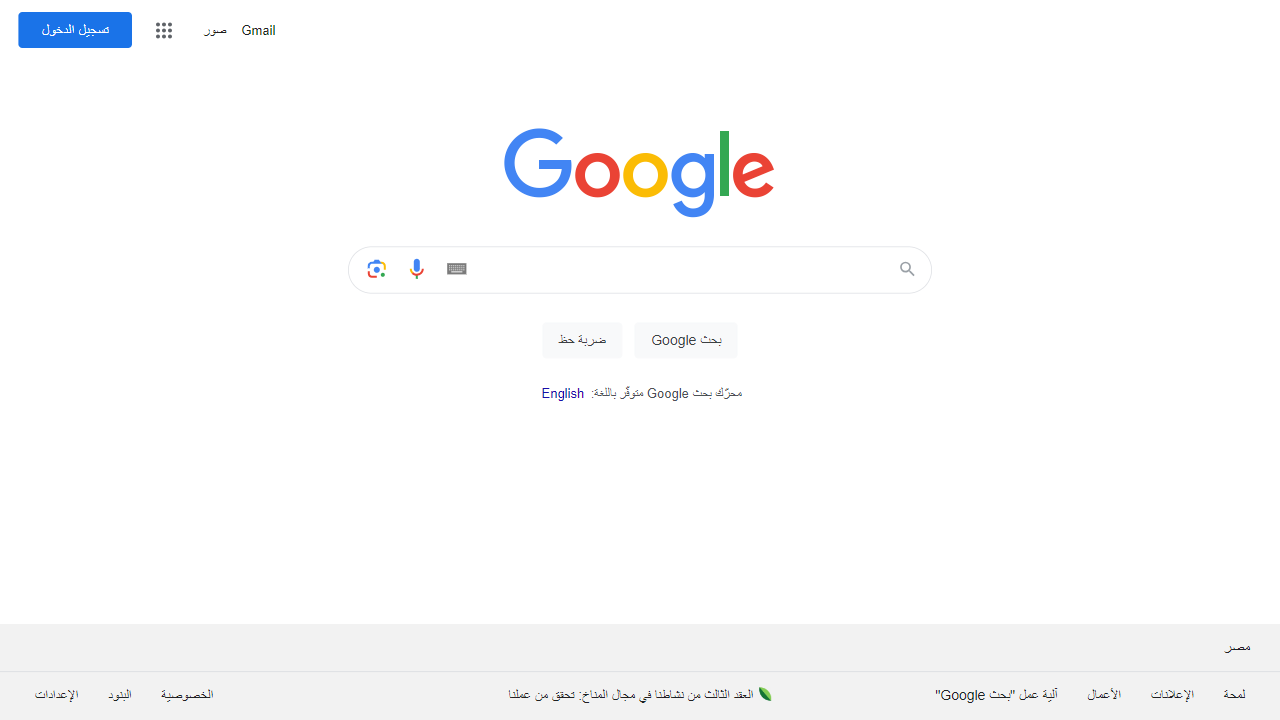 Gmail
صور
تسجيل الدخول
Google
بحث Google
ضربة حظ
محرّك بحث Google متوفّر باللغة: English
مصر
لمحة
الإعلانات
الأعمال
آلية عمل "بحث Google"
العقد الثالث من نشاطنا في مجال المناخ: تحقق من عملنا
الخصوصية
البنود
الإعدادات